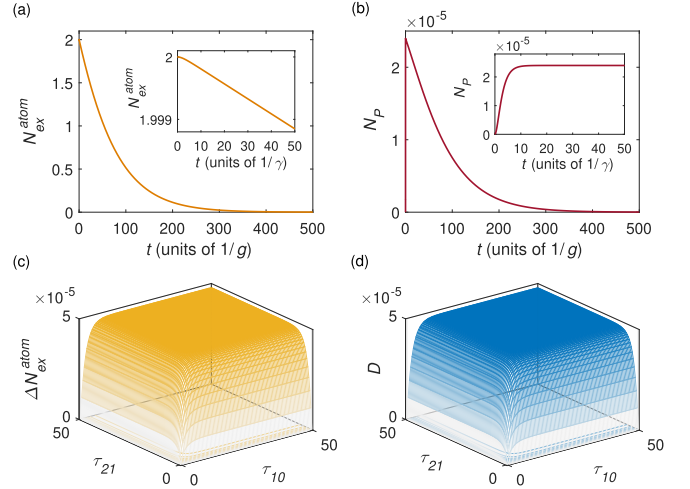 (a)
2
1.5
1
0.5
0
N_ex^atom
0 100 200 300 400 500
t (units of 1/g)
2
1.999
N_ex^atom
0 10 20 30 40 50
t (units of 1/γ)
(b)
×10^-5
2
1
0
N_P
0 100 200 300 400 500
t (units of 1/g)
×10^-5
2
1
0
N_P
0 10 20 30 40 50
t (units of 1/γ)
(c)
×10^-5
5
0
ΔN_ex^atom
50
0
τ_21
0
50
τ_10
(d)
×10^-5
5
0
D
50
0
τ_21
0
50
τ_10